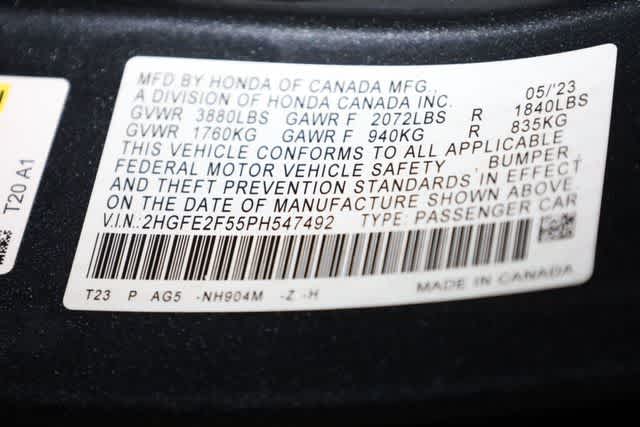 T20 A1
MFD BY HONDA OF CANADA MFG., 05/'23
A DIVISION OF HONDA CANADA INC.
GVWR 3880LBS GAWR F 2072LBS R 1840LBS
GVWR 1760KG GAWR F 940KG R 835KG
THIS VEHICLE CONFORMS TO ALL APPLICABLE
FEDERAL MOTOR VEHICLE SAFETY BUMPER,
AND THEFT PREVENTION STANDARDS IN EFFECT
ON THE DATE OF MANUFACTURE SHOWN ABOVE.
V.I.N.:2HGFE2F55PH547492 TYPE: PASSENGER CAR
T23 P AG5 -NH904M -Z -H MADE IN CANADA